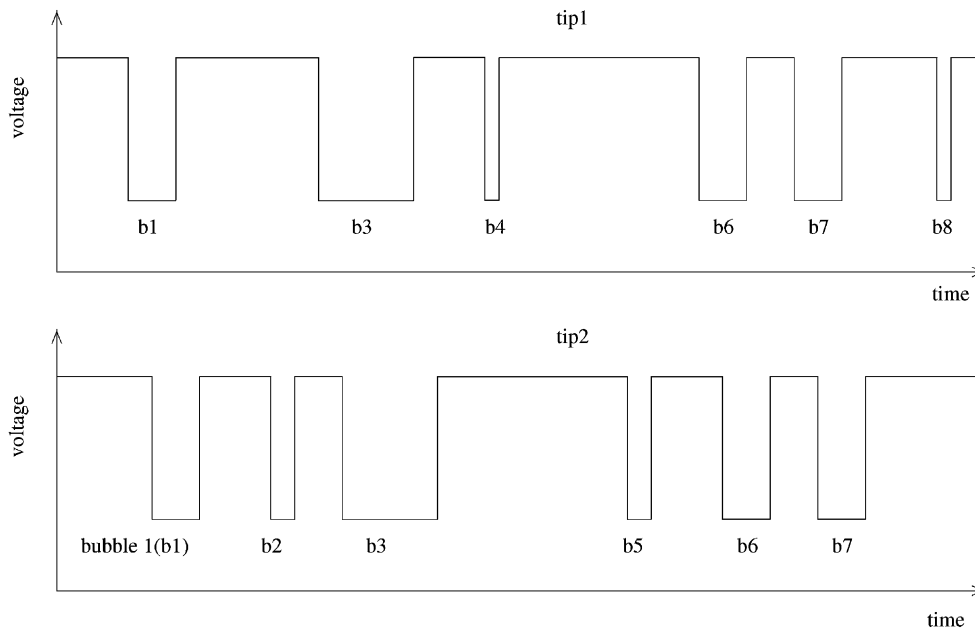 tip1
voltage
b1 b3 b4 b6 b7 b8
time
tip2
voltage
bubble 1(b1) b2 b3 b5 b6 b7
time